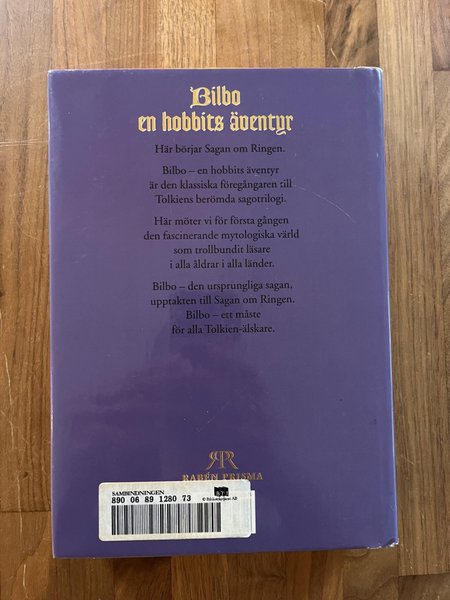 Bilbo
en hobbits äventyr
Här börjar Sagan om Ringen.
Bilbo – en hobbits äventyr
är den klassiska föregångaren till
Tolkiens berömda sagotrilogi.
Här möter vi för första gången
den fascinerande mytologiska värld
som trollbundit läsare
i alla åldrar i alla länder.
Bilbo – den ursprungliga sagan,
upptakten till Sagan om Ringen.
Bilbo – ett måste
för alla Tolkien-älskare.
RABÉN PRISMA
SAMBINDNINGEN
890 06 89 1280 73
© Bibliotekstjänst AB